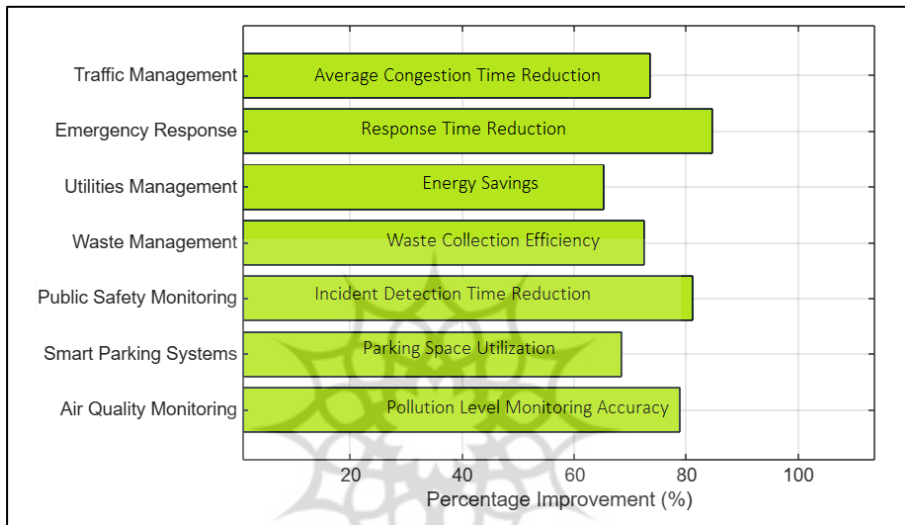 Traffic Management
Average Congestion Time Reduction
Emergency Response
Response Time Reduction
Utilities Management
Energy Savings
Waste Management
Waste Collection Efficiency
Public Safety Monitoring
Incident Detection Time Reduction
Smart Parking Systems
Parking Space Utilization
Air Quality Monitoring
Pollution Level Monitoring Accuracy
20 40 60 80 100
Percentage Improvement (%)